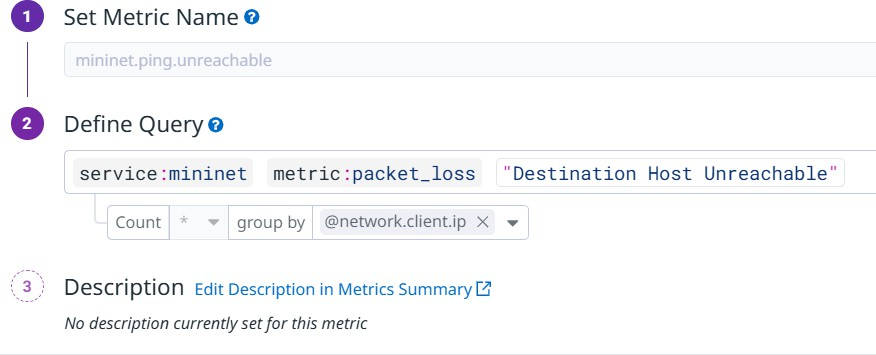 1 Set Metric Name ?
mininet.ping.unreachable
2 Define Query ?
service:mininet metric:packet_loss "Destination Host Unreachable"
Count * group by @network.client.ip ×
3 Description Edit Description in Metrics Summary
No description currently set for this metric